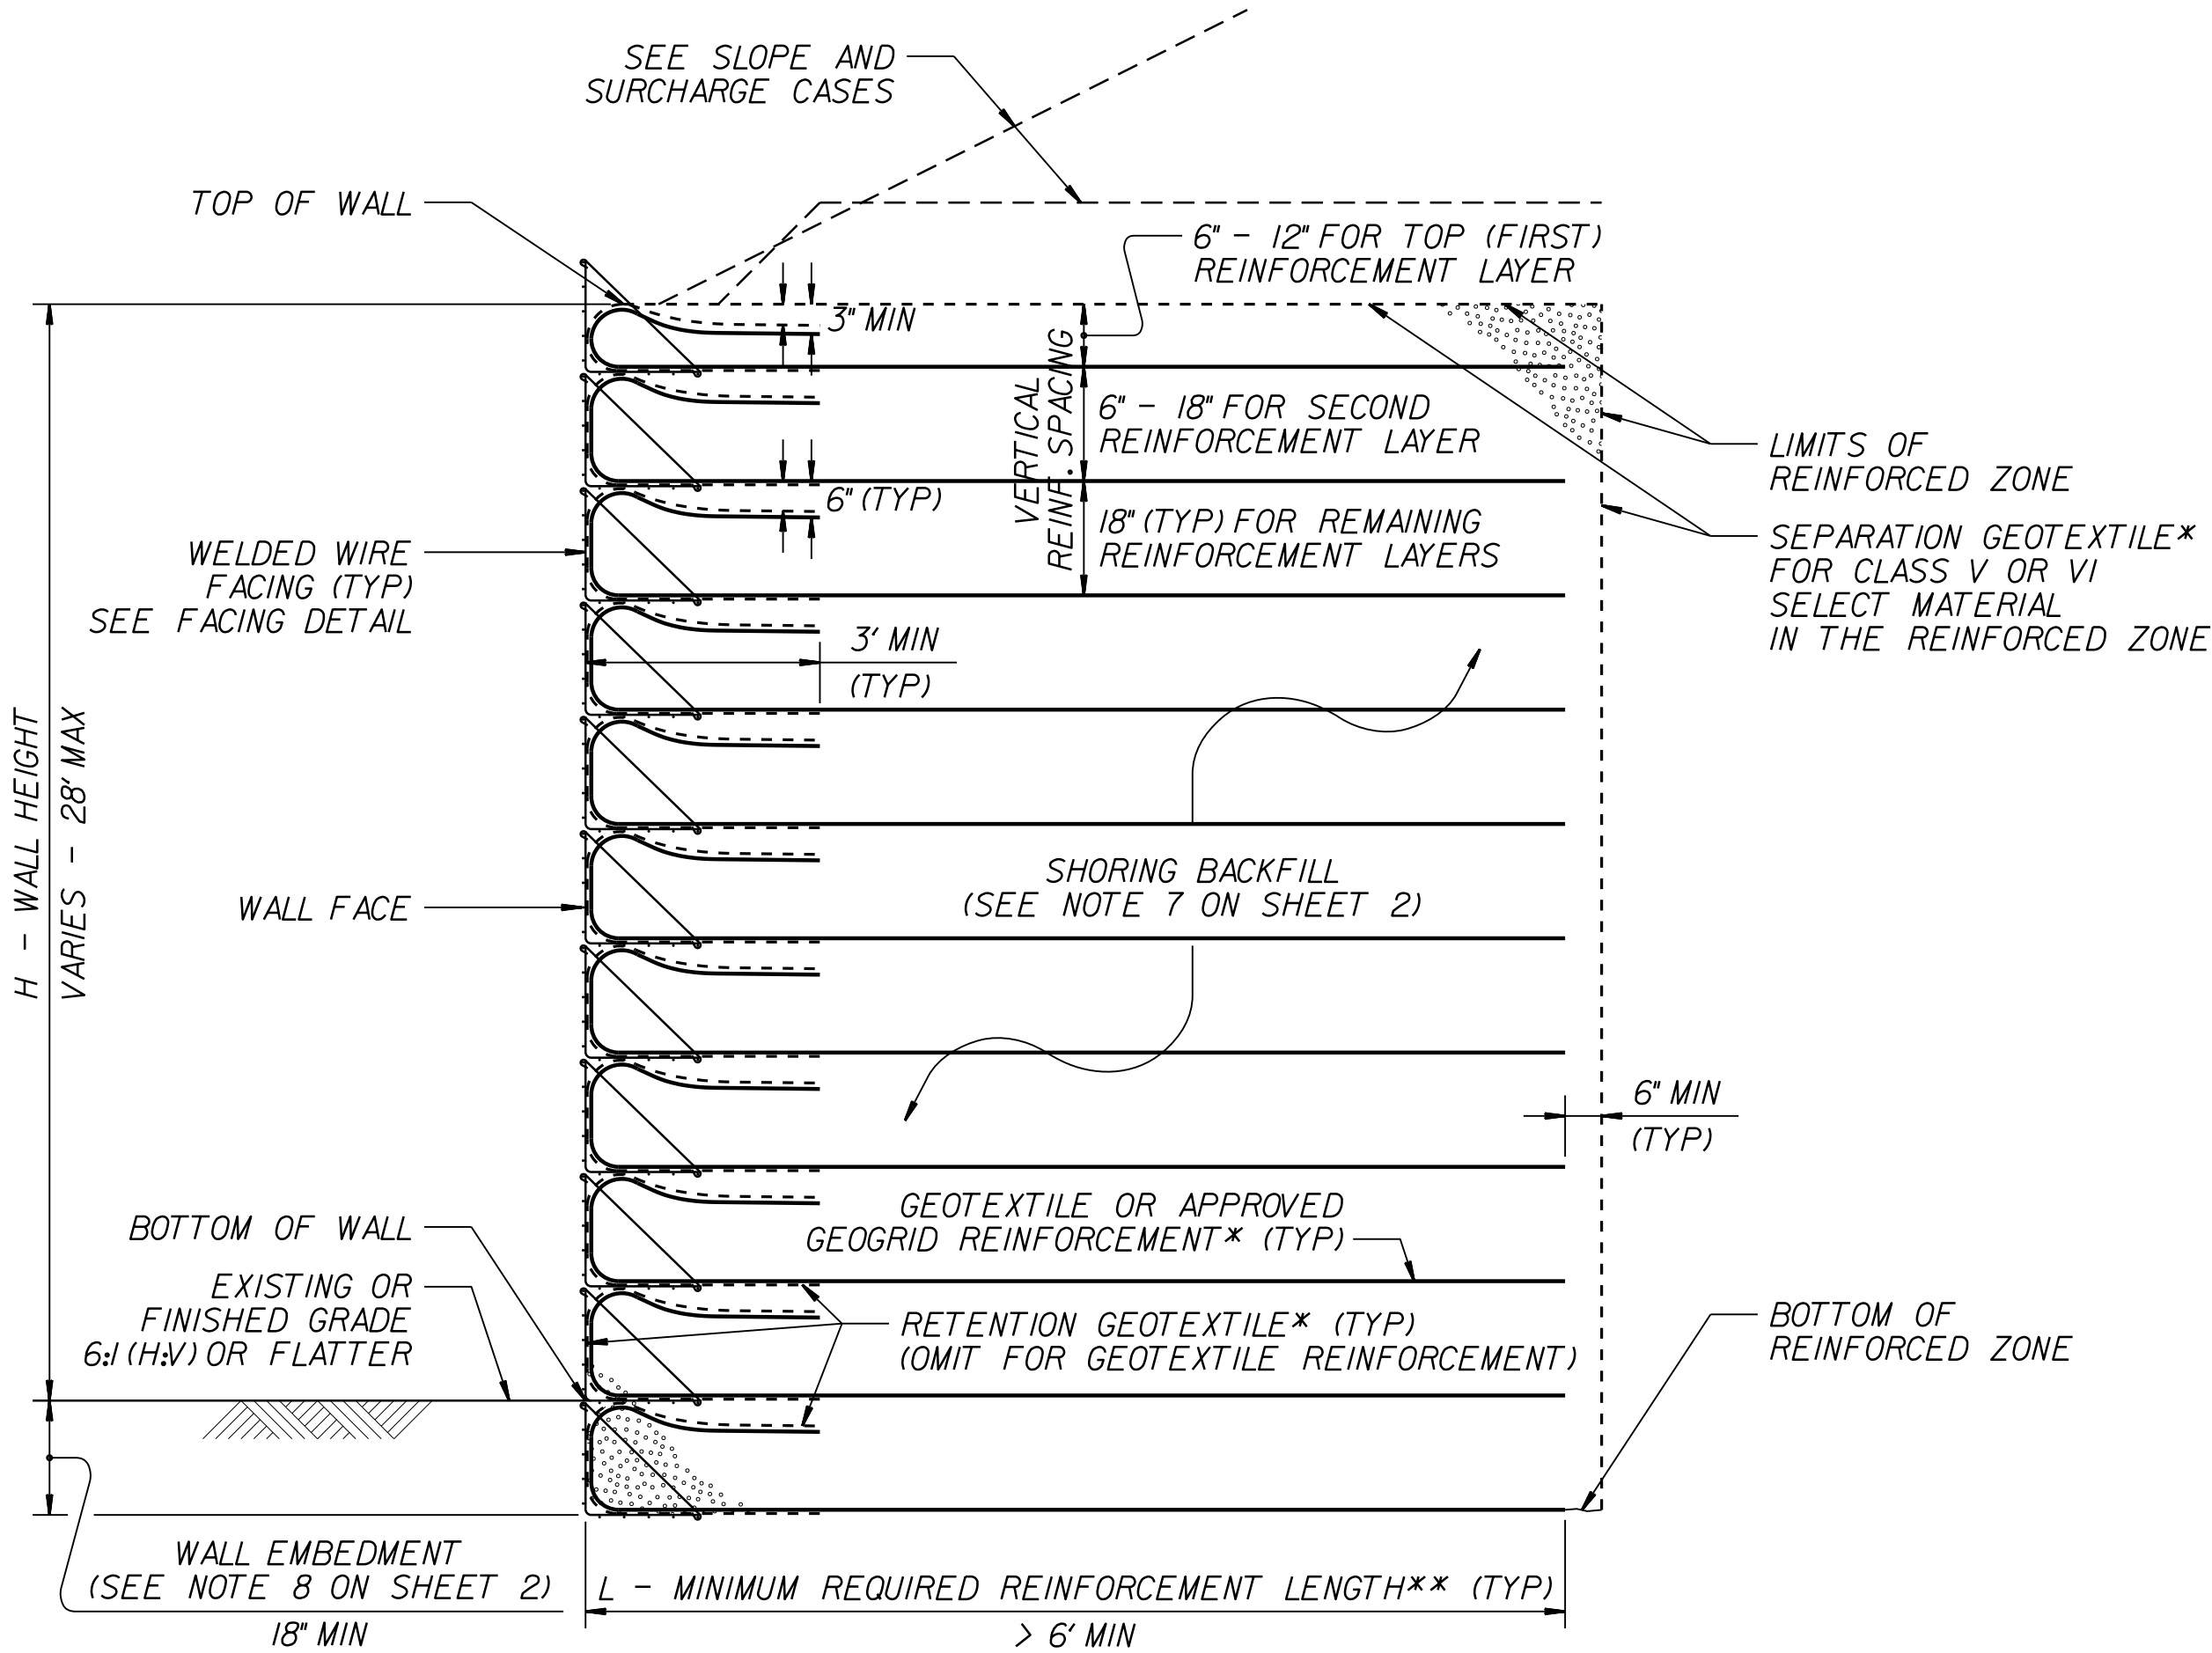 SEE SLOPE AND
SURCHARGE CASES
TOP OF WALL
6" - 12" FOR TOP (FIRST)
REINFORCEMENT LAYER
3" MIN
VERTICAL
REINF. SPACING
6" - 18" FOR SECOND
REINFORCEMENT LAYER
LIMITS OF
REINFORCED ZONE
6" (TYP)
18" (TYP) FOR REMAINING
REINFORCEMENT LAYERS
SEPARATION GEOTEXTILE*
FOR CLASS V OR VI
SELECT MATERIAL
IN THE REINFORCED ZONE
WELDED WIRE
FACING (TYP)
SEE FACING DETAIL
3' MIN
(TYP)
H - WALL HEIGHT
VARIES - 28' MAX
WALL FACE
SHORING BACKFILL
(SEE NOTE 7 ON SHEET 2)
6" MIN
(TYP)
GEOTEXTILE OR APPROVED
GEOGRID REINFORCEMENT* (TYP)
BOTTOM OF WALL
EXISTING OR
FINISHED GRADE
6:1 (H:V) OR FLATTER
RETENTION GEOTEXTILE* (TYP)
(OMIT FOR GEOTEXTILE REINFORCEMENT)
BOTTOM OF
REINFORCED ZONE
WALL EMBEDMENT
(SEE NOTE 8 ON SHEET 2)
18" MIN
L - MINIMUM REQUIRED REINFORCEMENT LENGTH** (TYP)
> 6' MIN